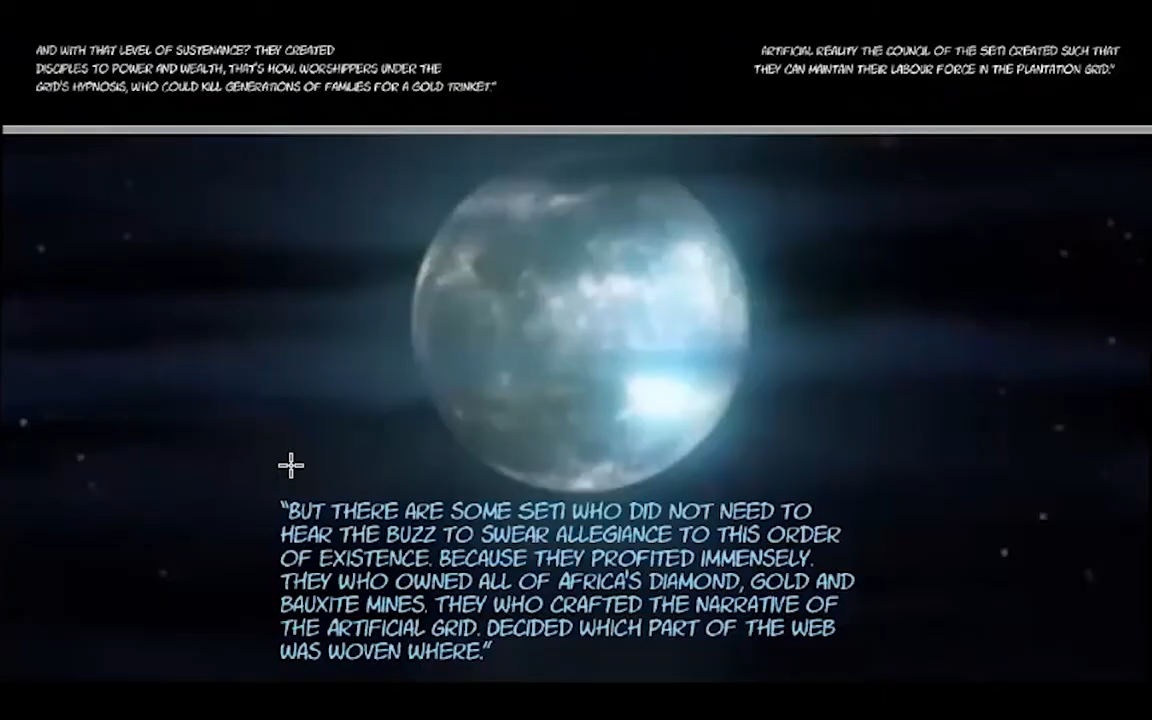 AND WITH THAT LEVEL OF SUSTENANCE? THEY CREATED
DISCIPLES TO POWER AND WEALTH, THAT'S HOW. WORSHIPPERS UNDER THE
GRID'S HYPNOSIS, WHO COULD KILL GENERATIONS OF FAMILIES FOR A GOLD TRINKET."
ARTIFICIAL REALITY THE COUNCIL OF THE SETI CREATED SUCH THAT
THEY CAN MAINTAIN THEIR LABOUR FORCE IN THE PLANTATION GRID."
"BUT THERE ARE SOME SETI WHO DID NOT NEED TO
HEAR THE BUZZ TO SWEAR ALLEGIANCE TO THIS ORDER
OF EXISTENCE. BECAUSE THEY PROFITED IMMENSELY.
THEY WHO OWNED ALL OF AFRICA'S DIAMOND, GOLD AND
BAUXITE MINES. THEY WHO CRAFTED THE NARRATIVE OF
THE ARTIFICIAL GRID. DECIDED WHICH PART OF THE WEB
WAS WOVEN WHERE."